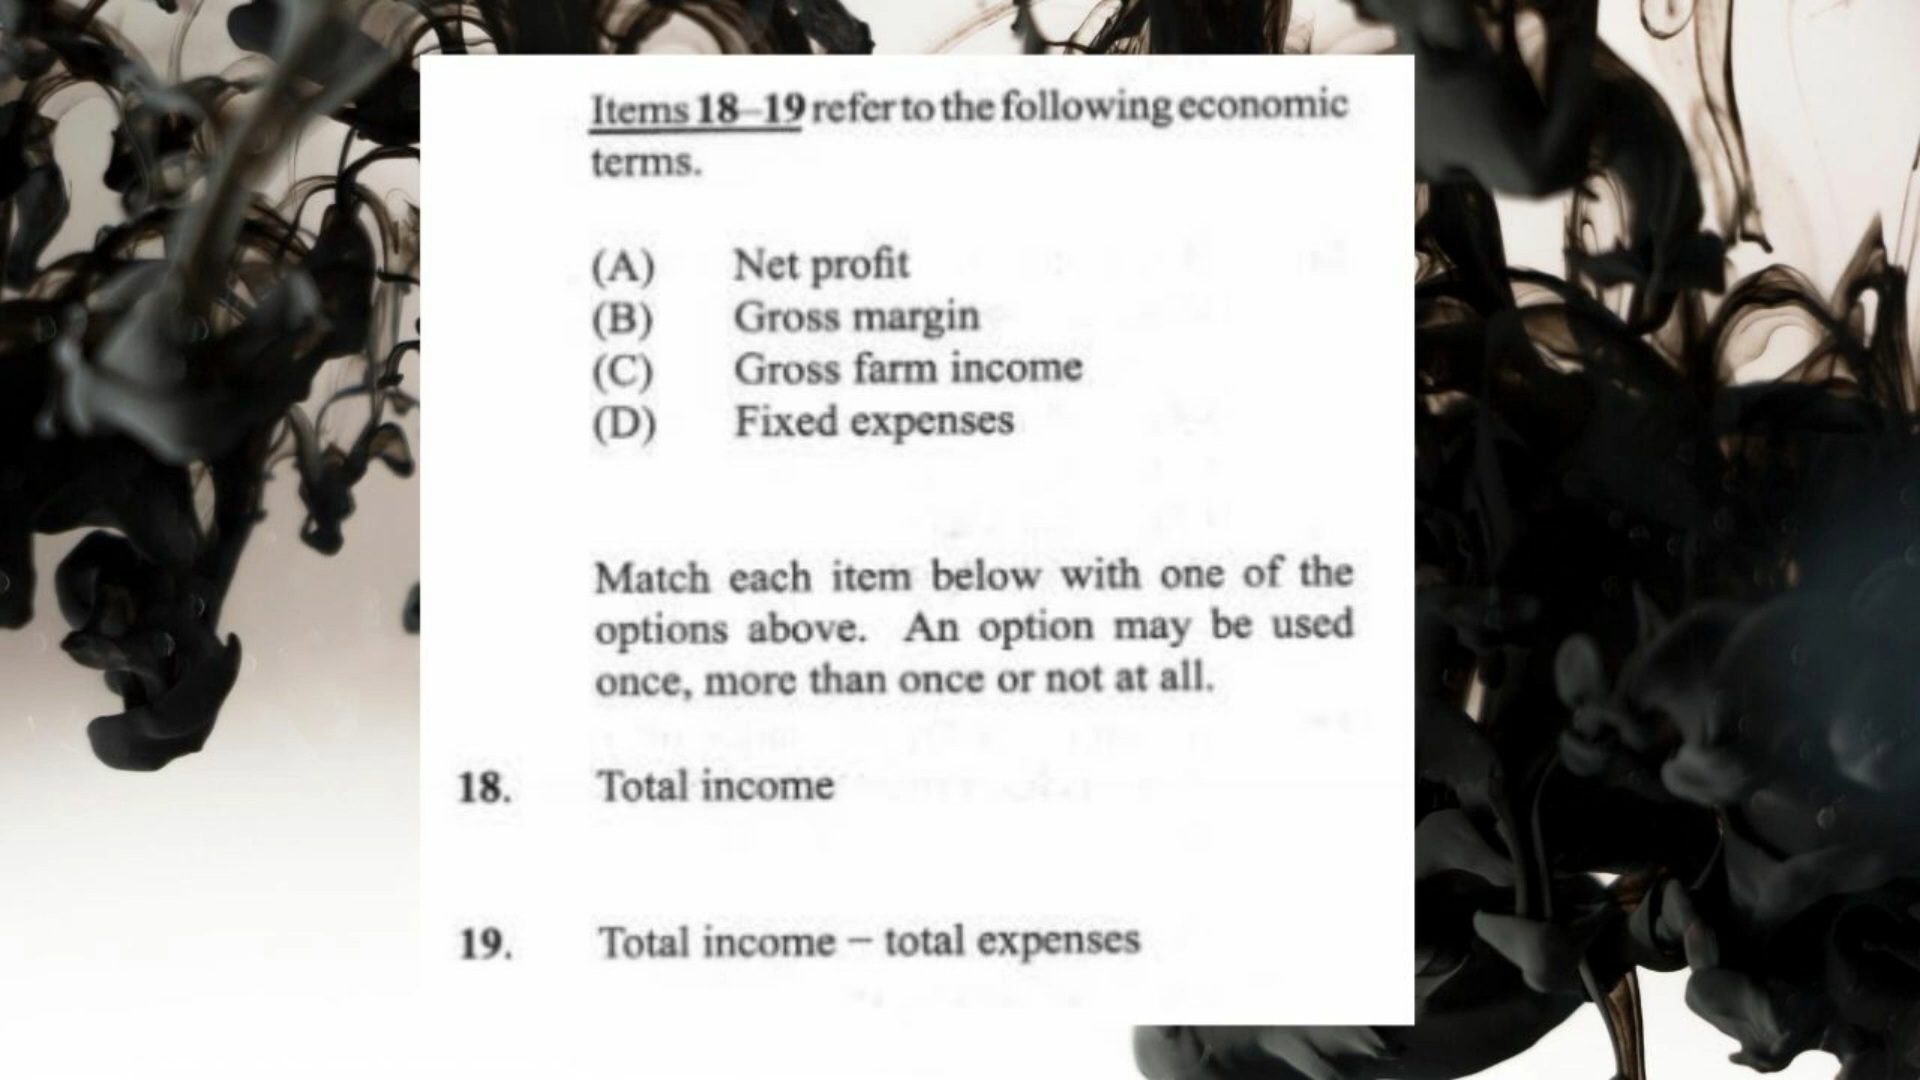 Items 18–19 refer to the following economic
terms.
(A) Net profit
(B) Gross margin
(C) Gross farm income
(D) Fixed expenses
Match each item below with one of the
options above. An option may be used
once, more than once or not at all.
18. Total income
19. Total income – total expenses